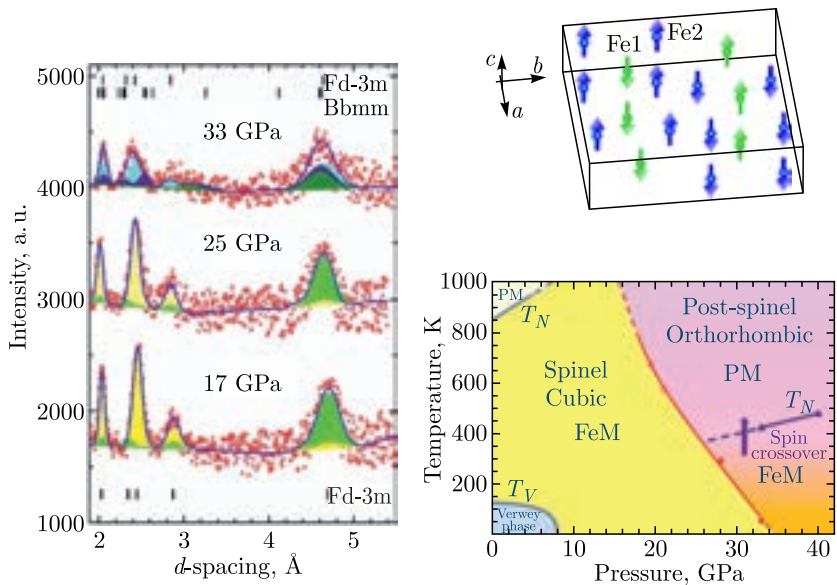 5000
4000
3000
2000
1000
Intensity, a. u.
Fd-3m
Bbmm
33 GPa
25 GPa
17 GPa
Fd-3m
2 3 4 5
d-spacing, Å
Fe1 Fe2
c
b
a
1000
800
600
400
200
Temperature, K
PM
T_N
Post-spinel
Orthorhombic
PM
Spinel
Cubic
FeM
T_N
Spin
crossover
FeM
T_V
Verwey
phase
0 10 20 30 40
Pressure, GPa